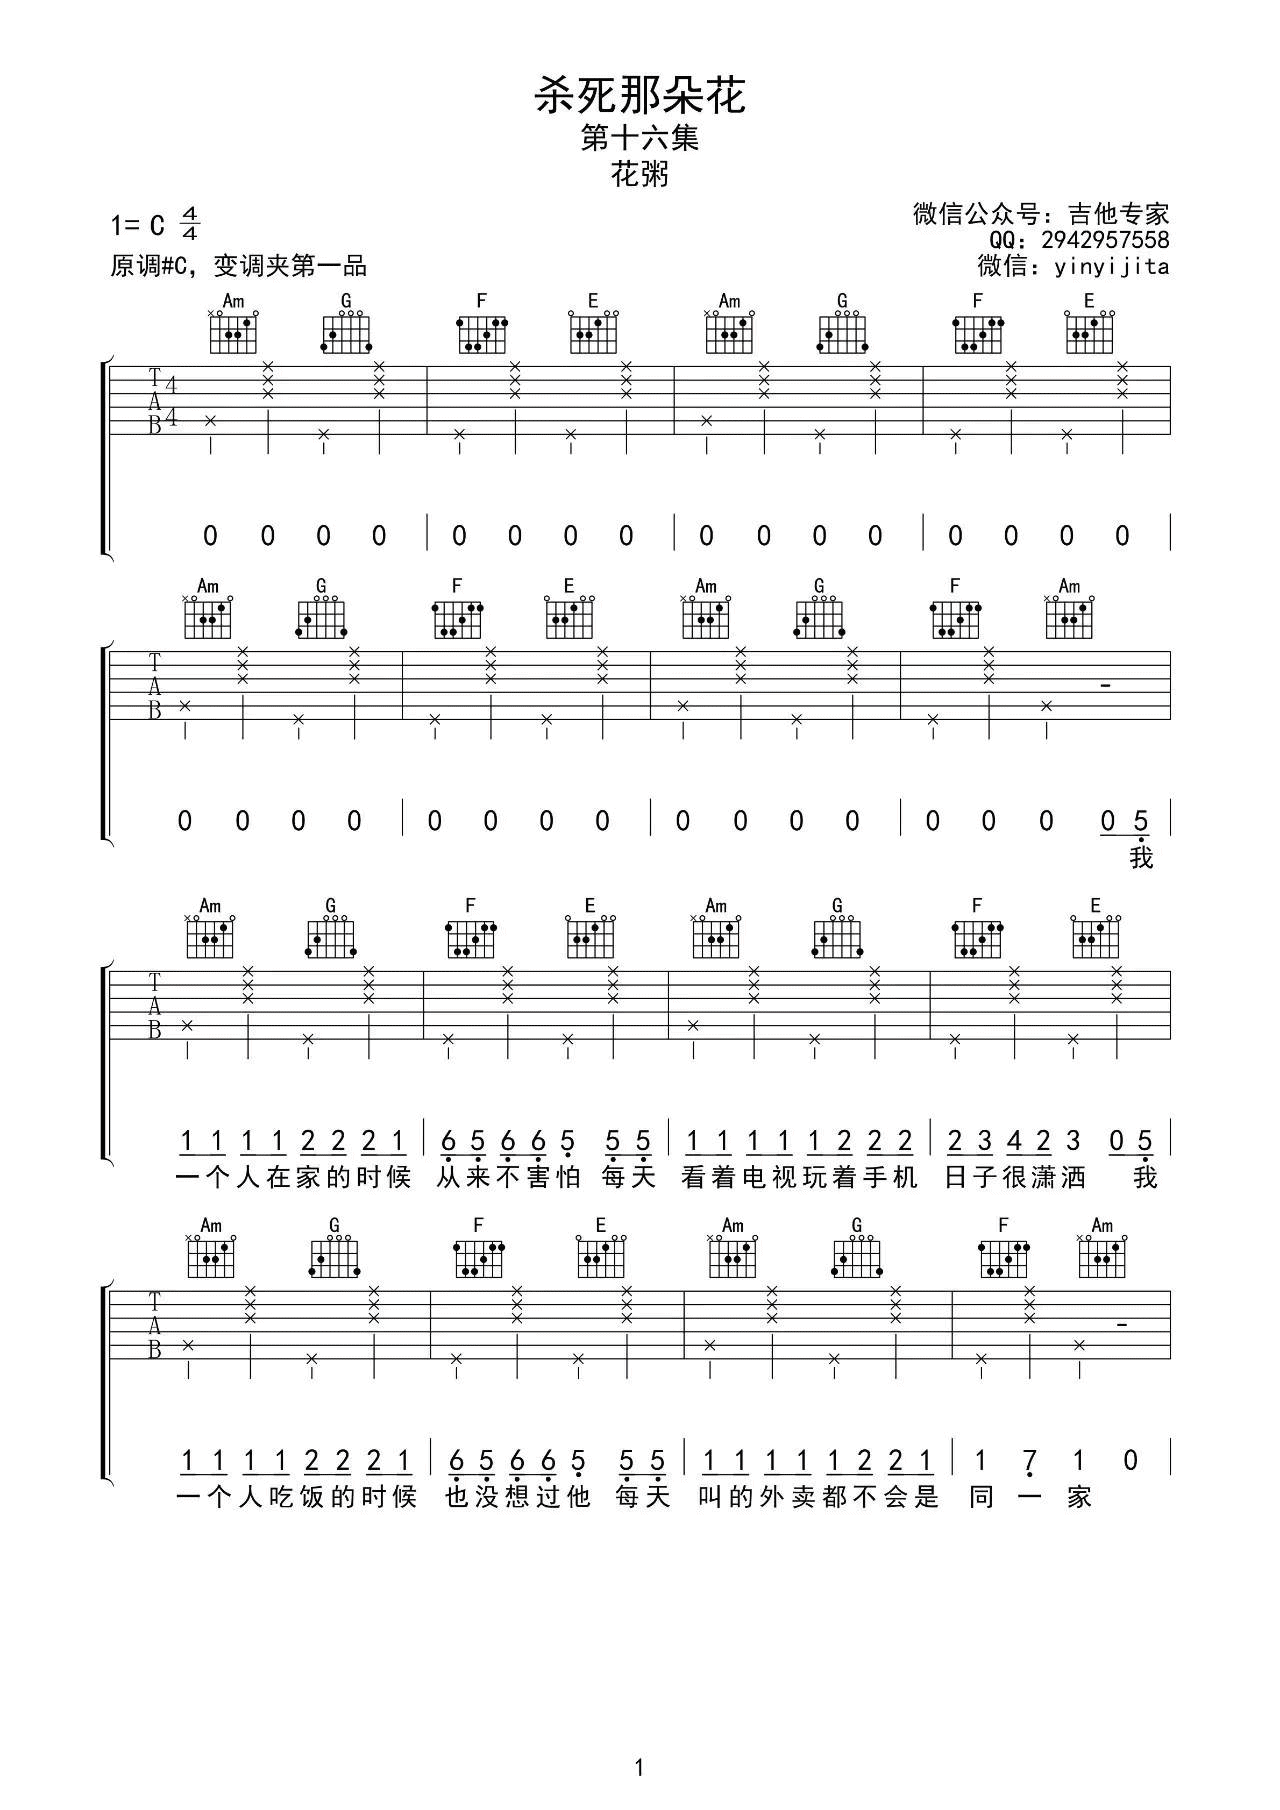 杀死那朵花
第十六集
花粥
1= C 4/4
微信公众号：吉他专家
QQ：2942957558
原调#C，变调夹第一品
微信：yinyijita
Am G F E Am G F E
T A B 4 4
0 0 0 0 0 0 0 0 0 0 0 0 0 0 0 0
Am G F E Am G F Am
T A B -
0 0 0 0 0 0 0 0 0 0 0 0 0 0 0 0 5
我
Am G F E Am G F E
T A B
1 1 1 1 2 2 2 1 6 5 6 6 5 5 5 1 1 1 1 1 2 2 2 2 3 4 2 3 0 5
一个人在家的时候 从来不害怕 每天 看着电视玩着手机 日子很潇洒 我
Am G F E Am G F Am
T A B -
1 1 1 1 2 2 2 1 6 5 6 6 5 5 5 1 1 1 1 1 2 2 1 1 7 1 0
一个人吃饭的时候 也没想过他 每天 叫的外卖都不会是 同一家
1